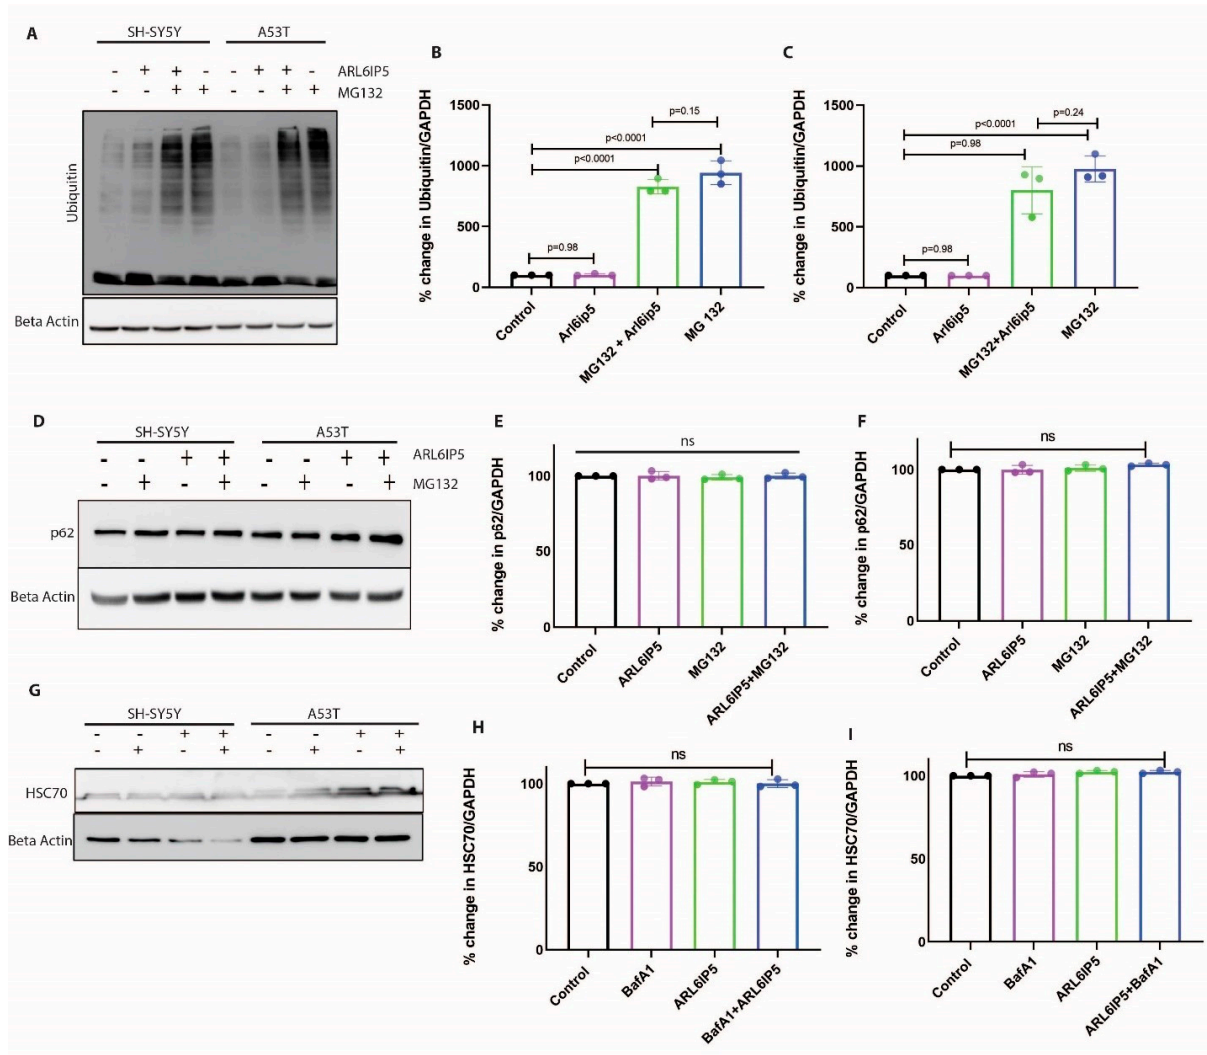 A
SH-SY5Y A53T
- + + - - + + - ARL6IP5
- - + + - - + + MG132
Ubiquitin
Beta Actin
B
% change in Ubiquitin/GAPDH
1500
1000
500
0
p=0.15
p<0.0001
p<0.0001
p=0.98
Control
Arl6ip5
MG132 + Arl6ip5
MG 132
C
% change in Ubiquitin/GAPDH
1500
1000
500
0
p=0.24
p<0.0001
p=0.98
p=0.98
Control
Arl6ip5
MG132+Arl6ip5
MG132
D
SH-SY5Y A53T
- - + + - - + + ARL6IP5
- + - + - + - + MG132
p62
Beta Actin
E
% change in p62/GAPDH
100
50
0
ns
Control
ARL6IP5
MG132
ARL6IP5+MG132
F
% change in p62/GAPDH
100
50
0
ns
Control
ARL6IP5
MG132
ARL6IP5+MG132
G
SH-SY5Y A53T
- - + + - - + +
- + - + - + - +
HSC70
Beta Actin
H
% change in HSC70/GAPDH
100
50
0
ns
Control
BafA1
ARL6IP5
BafA1+ARL6IP5
I
% change in HSC70/GAPDH
100
50
0
ns
Control
BafA1
ARL6IP5
ARL6IP5+BafA1